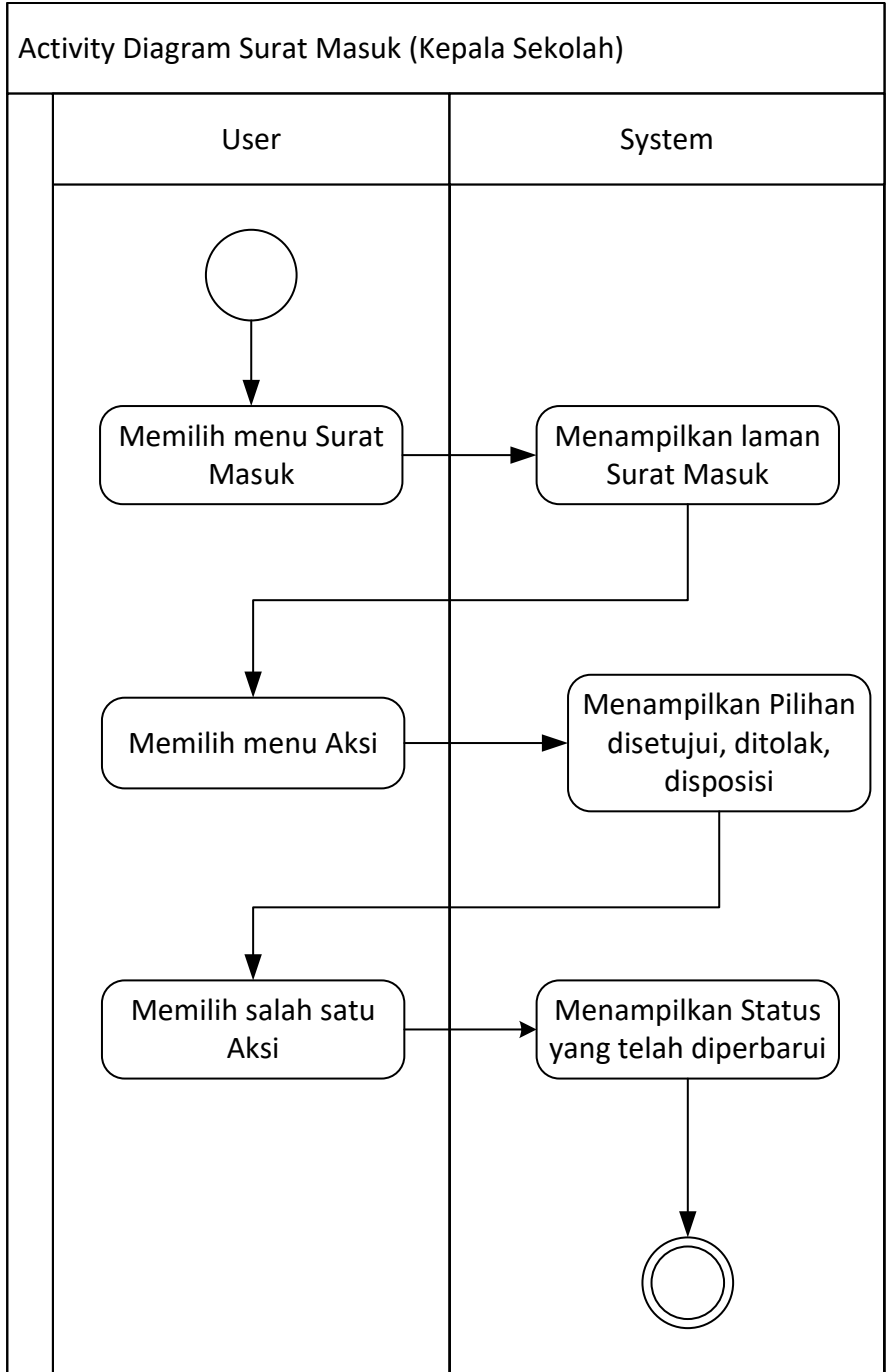 Activity Diagram Surat Masuk (Kepala Sekolah)
User
System
Memilih menu Surat
Masuk
Menampilkan laman
Surat Masuk
Memilih menu Aksi
Menampilkan Pilihan
disetujui, ditolak,
disposisi
Memilih salah satu
Aksi
Menampilkan Status
yang telah diperbarui